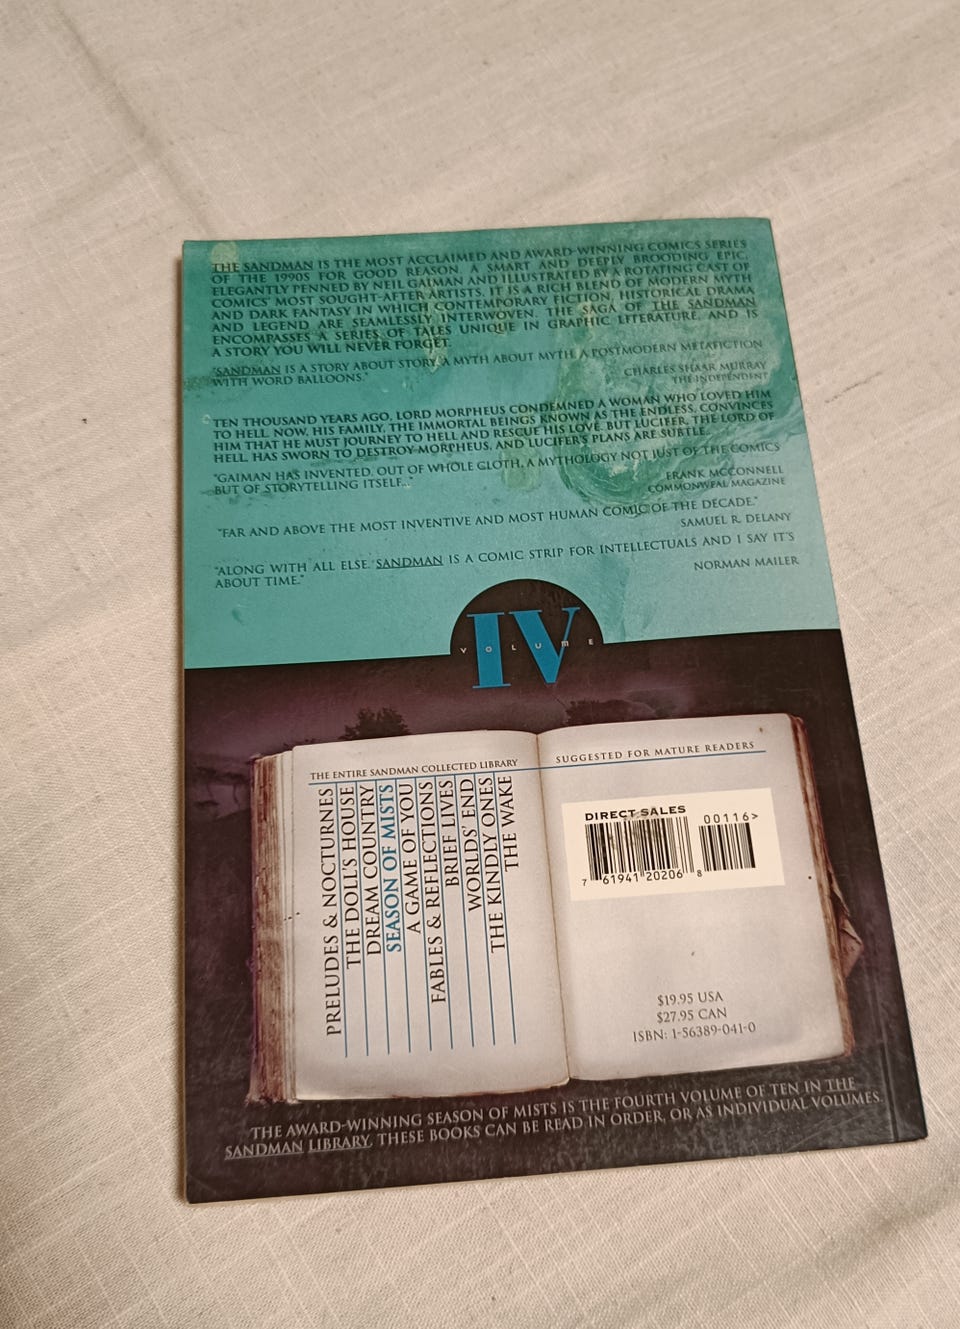 THE SANDMAN IS THE MOST ACCLAIMED AND AWARD-WINNING COMICS SERIES
OF THE 1990S FOR GOOD REASON. A SMART AND DEEPLY BROODING EPIC,
ELEGANTLY PENNED BY NEIL GAIMAN AND ILLUSTRATED BY A ROTATING CAST OF
COMICS' MOST SOUGHT-AFTER ARTISTS, IT IS A RICH BLEND OF MODERN MYTH
AND DARK FANTASY IN WHICH CONTEMPORARY FICTION, HISTORICAL DRAMA
AND LEGEND ARE SEAMLESSLY INTERWOVEN. THE SAGA OF THE SANDMAN
ENCOMPASSES A SERIES OF TALES UNIQUE IN GRAPHIC LITERATURE, AND IS
A STORY YOU WILL NEVER FORGET.
"SANDMAN IS A STORY ABOUT STORY, A MYTH ABOUT MYTH, A POSTMODERN METAFICTION
WITH WORD BALLOONS."
CHARLES SHAAR MURRAY
THE INDEPENDENT
TEN THOUSAND YEARS AGO, LORD MORPHEUS CONDEMNED A WOMAN WHO LOVED HIM
TO HELL. NOW, HIS FAMILY, THE IMMORTAL BEINGS KNOWN AS THE ENDLESS, CONVINCES
HIM THAT HE MUST JOURNEY TO HELL AND RESCUE HIS LOVE. BUT LUCIFER, THE LORD OF
HELL, HAS SWORN TO DESTROY MORPHEUS, AND LUCIFER'S PLANS ARE SUBTLE.
"GAIMAN HAS INVENTED, OUT OF WHOLE CLOTH, A MYTHOLOGY NOT JUST OF THE COMICS
BUT OF STORYTELLING ITSELF..."
FRANK MCCONNELL
COMMONWEAL MAGAZINE
"FAR AND ABOVE THE MOST INVENTIVE AND MOST HUMAN COMIC OF THE DECADE."
SAMUEL R. DELANY
"ALONG WITH ALL ELSE, SANDMAN IS A COMIC STRIP FOR INTELLECTUALS AND I SAY IT'S
ABOUT TIME."
NORMAN MAILER
IV
VOLUME
THE ENTIRE SANDMAN COLLECTED LIBRARY
PRELUDES & NOCTURNES
THE DOLL'S HOUSE
DREAM COUNTRY
SEASON OF MISTS
A GAME OF YOU
FABLES & REFLECTIONS
BRIEF LIVES
WORLDS' END
THE KINDLY ONES
THE WAKE
SUGGESTED FOR MATURE READERS
DIRECT SALES
00116>
7 61941 20206 8
$19.95 USA
$27.95 CAN
ISBN: 1-56389-041-0
THE AWARD-WINNING SEASON OF MISTS IS THE FOURTH VOLUME OF TEN IN THE
SANDMAN LIBRARY. THESE BOOKS CAN BE READ IN ORDER, OR AS INDIVIDUAL VOLUMES.